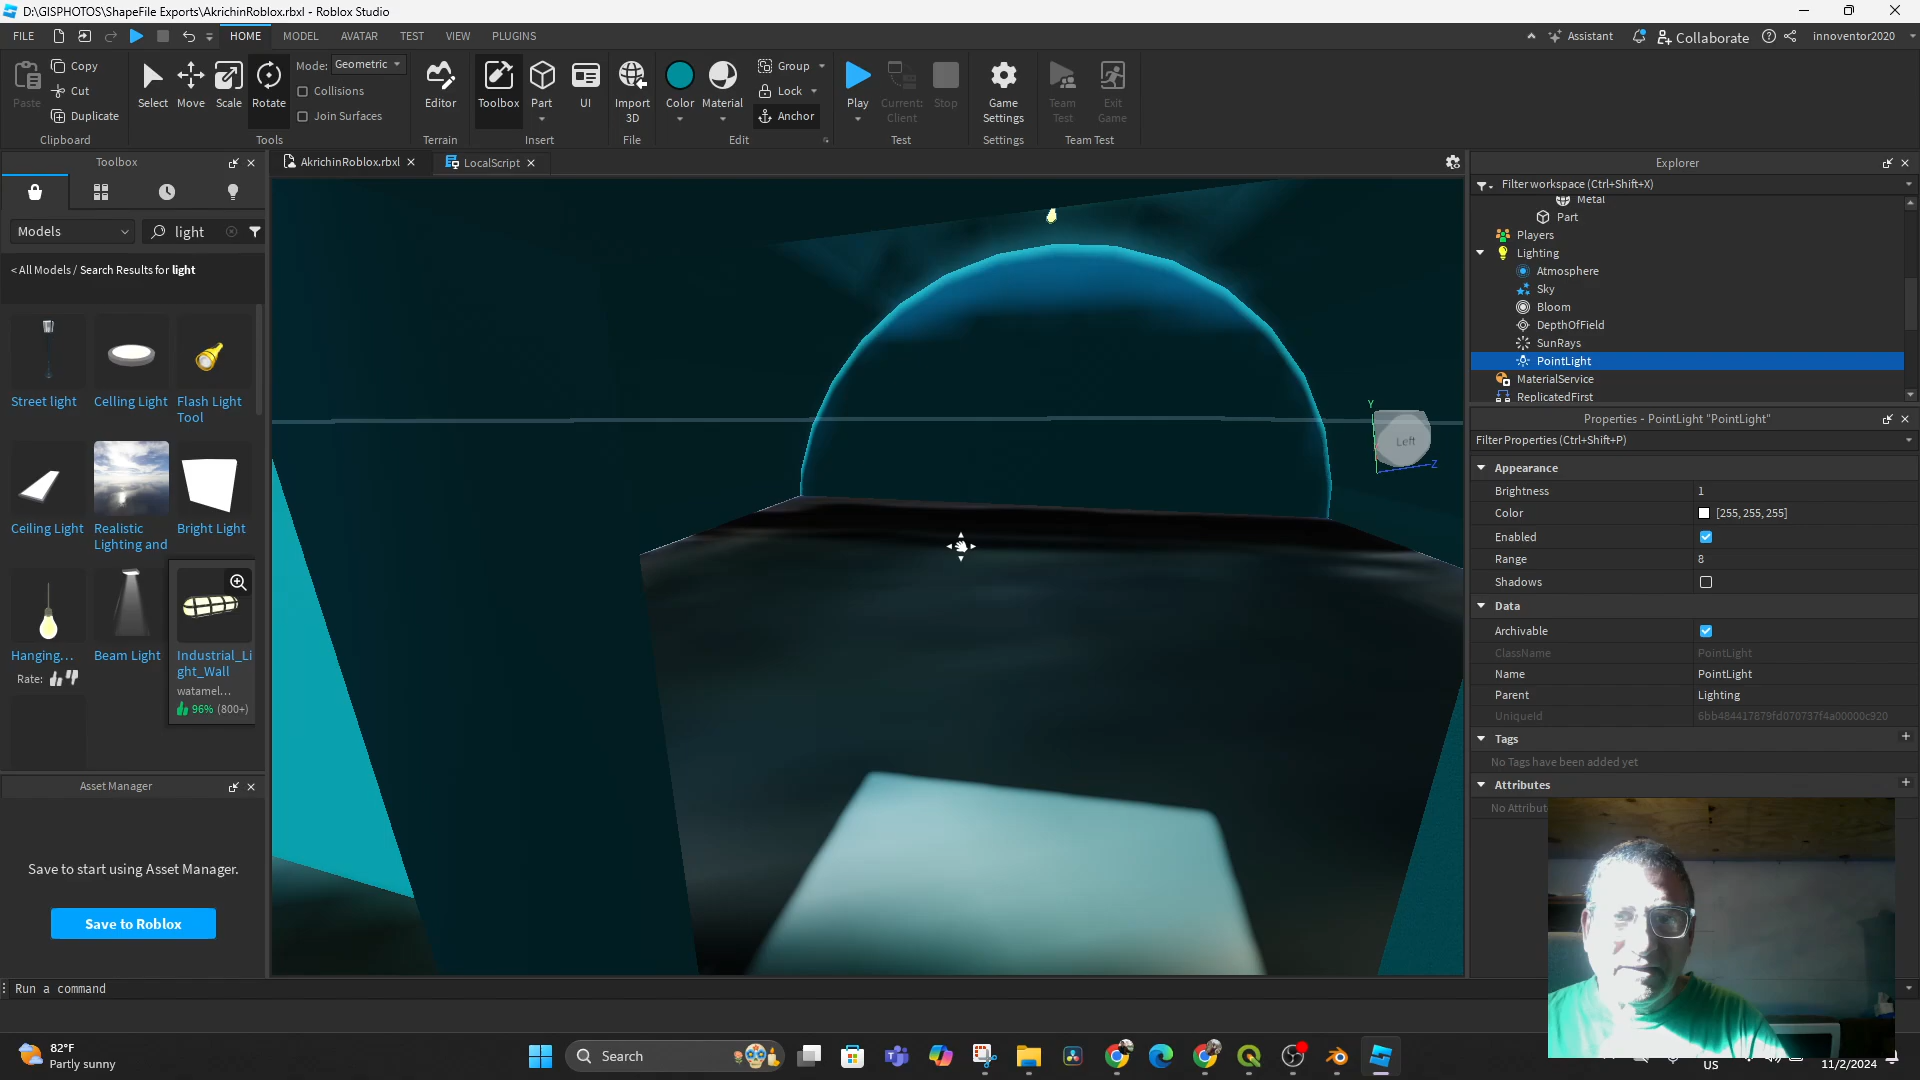 D:\GISPHOTOS\ShapeFile Exports\AkrichinRoblox.rbxl - Roblox Studio
FILE HOME MODEL AVATAR TEST VIEW PLUGINS Assistant Collaborate innoventor2020
Paste Copy Cut Duplicate Clipboard
Select Move Scale Rotate Mode: Geometric Collisions Join Surfaces Tools
Editor Terrain
Toolbox Part UI Insert
Import 3D File
Color Material Group Lock Anchor Edit
Play Current: Client Stop Test
Game Settings Settings
Team Test Exit Game Team Test
Toolbox
Models light
< All Models / Search Results for light
Street light Celling Light Flash Light Tool
Ceiling Light Realistic Lighting and Bright Light
Hanging... Beam Light Industrial_Li
ght_Wall
Rate: watamel...
96% (800+)
Asset Manager
Save to start using Asset Manager.
Save to Roblox
AkrichinRoblox.rbxl LocalScript
Left
Y
Z
Explorer
Filter workspace (Ctrl+Shift+X)
Metal
Part
Players
Lighting
Atmosphere
Sky
Bloom
DepthOfField
SunRays
PointLight
MaterialService
ReplicatedFirst
Properties - PointLight "PointLight"
Filter Properties (Ctrl+Shift+P)
Appearance
Brightness 1
Color [255, 255, 255]
Enabled
Range 8
Shadows
Data
Archivable
ClassName PointLight
Name PointLight
Parent Lighting
UniqueId 6bb484417879fd070737f4a00000c920
Tags
No Tags have been added yet
Attributes
No Attribut
Run a command
82°F
Partly sunny
Search
US
11/2/2024